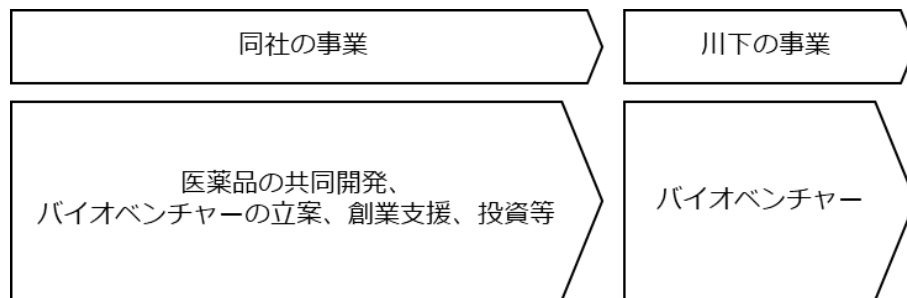 同社の事業
川下の事業
医薬品の共同開発、
バイオベンチャーの立案、創業支援、投資等
バイオベンチャー